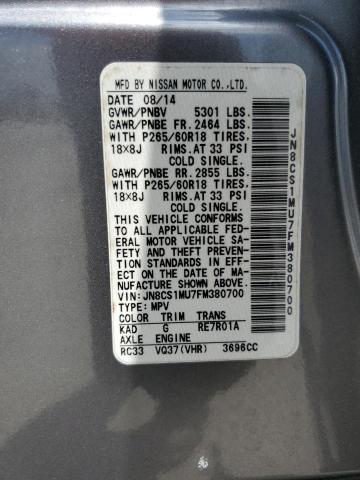 MFD BY NISSAN MOTOR CO.,LTD.
DATE 08/14
GVWR/PNBV 5301 LBS.
GAWR/PNBE FR. 2464 LBS.
WITH P265/60R18 TIRES.
18X8J RIMS.AT 33 PSI
COLD SINGLE.
GAWR/PNBE RR. 2855 LBS.
WITH P265/60R18 TIRES.
18X8J RIMS.AT 33 PSI
COLD SINGLE.
THIS VEHICLE CONFORMS
TO ALL APPLICABLE FED-
ERAL MOTOR VEHICLE SA-
FETY AND THEFT PREVEN-
TION STANDARDS IN EFF-
ECT ON THE DATE OF MA-
NUFACTURE SHOWN ABOVE.
VIN:JN8CS1MU7FM380700
TYPE:MPV
COLOR TRIM TRANS
KAD G RE7R01A
AXLE ENGINE
RC33 VQ37(VHR) 3696CC
JN8CS1MU7FM380700